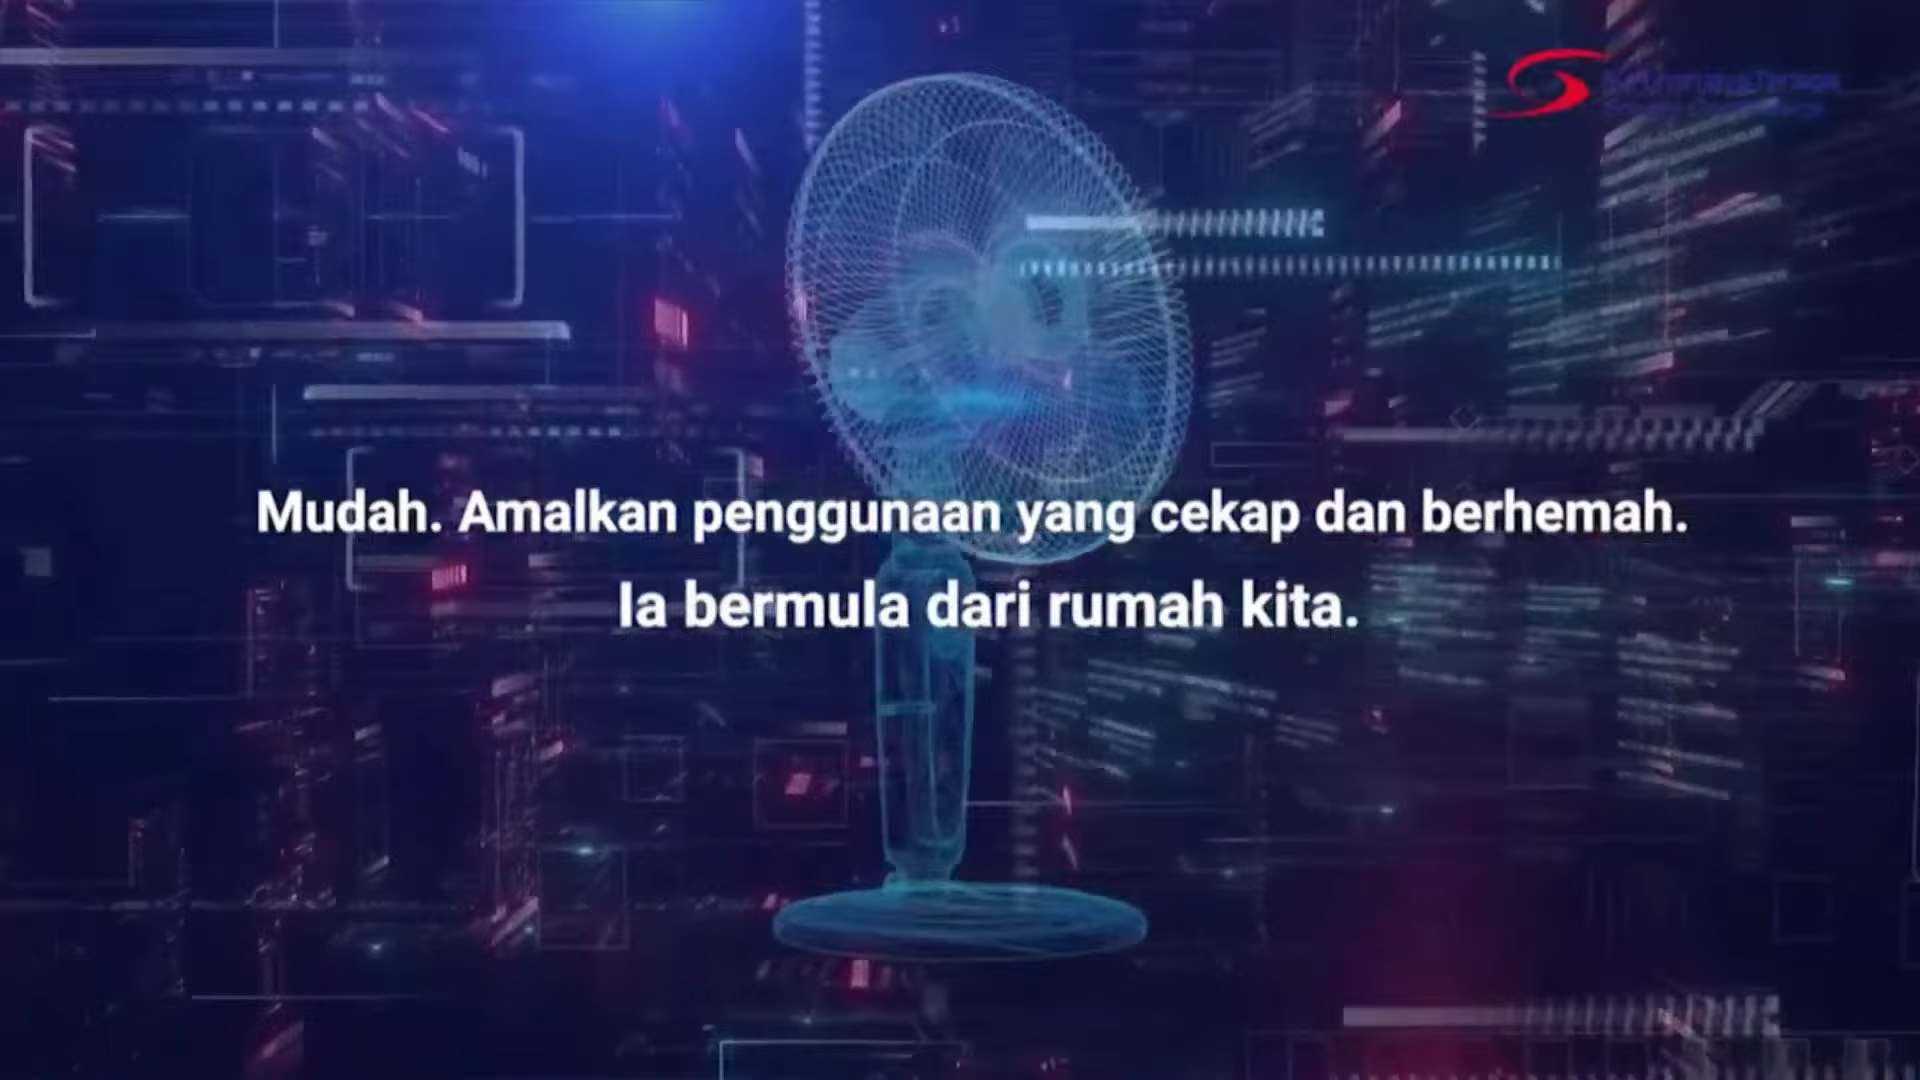 Mudah. Amalkan penggunaan yang cekap dan berhemah.
Ia bermula dari rumah kita.